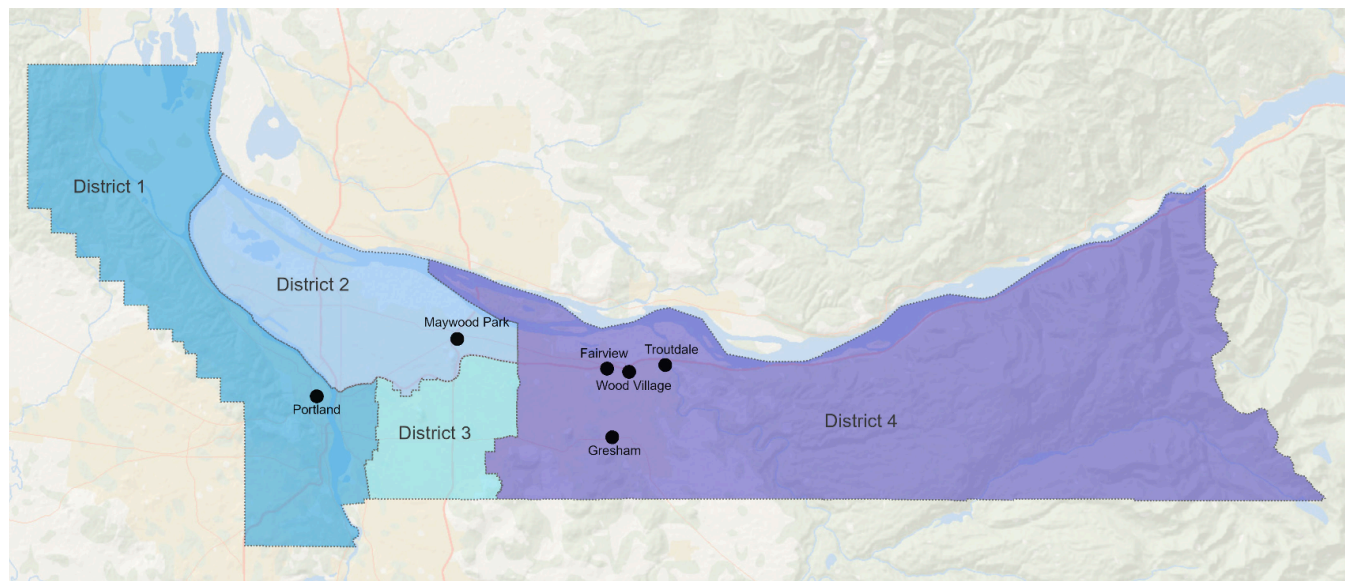 District 1
District 2
Maywood Park
Fairview
Troutdale
Wood Village
Portland
District 3
District 4
Gresham